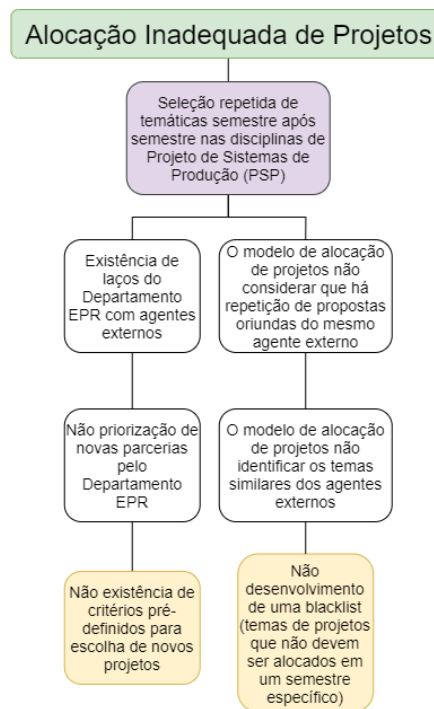 Alocação Inadequada de Projetos
Seleção repetida de
temáticas semestre após
semestre nas disciplinas de
Projeto de Sistemas de
Produção (PSP)
Existência de
laços do
Departamento
EPR com agentes
externos
O modelo de alocação
de projetos não
considerar que há
repetição de propostas
oriundas do mesmo
agente externo
Não priorização de
novas parcerias
pelo
Departamento
EPR
O modelo de alocação
de projetos não
identificar os temas
similares dos agentes
externos
Não existência de
critérios pré-
definidos para
escolha de novos
projetos
Não
desenvolvimento
de uma blacklist
(temas de projetos
que não devem
ser alocados em
um semestre
específico)